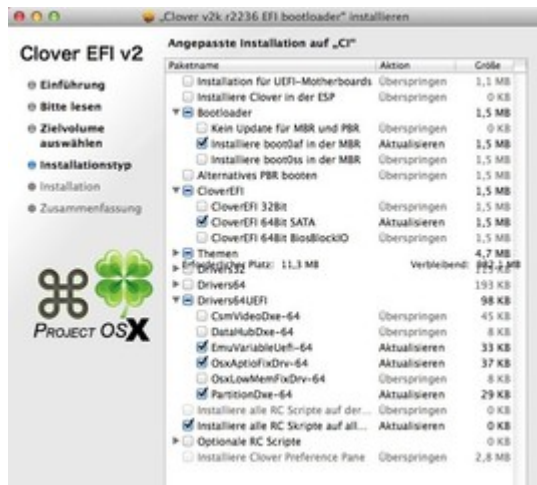 „Clover v2k r2236 EFI bootloader" installieren
Clover EFI v2
Einführung
Bitte lesen
Zielvolume auswählen
Installationstyp
Installation
Zusammenfassung
PROJECT OSX
Angepasste Installation auf „CI"
Paketname Aktion Größe
Installation für UEFI-Motherboards Überspringen 1,1 MB
Installiere Clover in der ESP Überspringen 0 KB
Bootloader 1,5 MB
Kein Update für MBR und PBR Überspringen
Installiere boot0af in der MBR Aktualisieren 1,5 MB
Installiere boot0ss in der MBR Überspringen 1,5 MB
Alternatives PBR booten Überspringen 1,5 MB
CloverEFI 1,5 MB
CloverEFI 32Bit Überspringen 1,5 MB
CloverEFI 64Bit SATA Aktualisieren 1,5 MB
CloverEFI 64Bit BiosBlockIO Überspringen 1,5 MB
Themen 4,7 MB
Erforderlicher Platz: 11,3 MB Verbleibend: 982,1 MB
Drivers32
Drivers64 193 KB
Drivers64UEFI 98 KB
CsmVideoDxe-64 Überspringen 45 KB
DataHubDxe-64 Überspringen 8 KB
EmuVariableUefi-64 Aktualisieren 33 KB
OsxAptioFixDrv-64 Aktualisieren 37 KB
OsxLowMemFixDrv-64 Überspringen 8 KB
PartitionDxe-64 Aktualisieren 29 KB
Installiere alle RC Scripte auf der... Überspringen 0 KB
Installiere alle RC Skripte auf all... Aktualisieren 0 KB
Optionale RC Scripte 0 KB
Installiere Clover Preference Pane Überspringen 2,8 MB